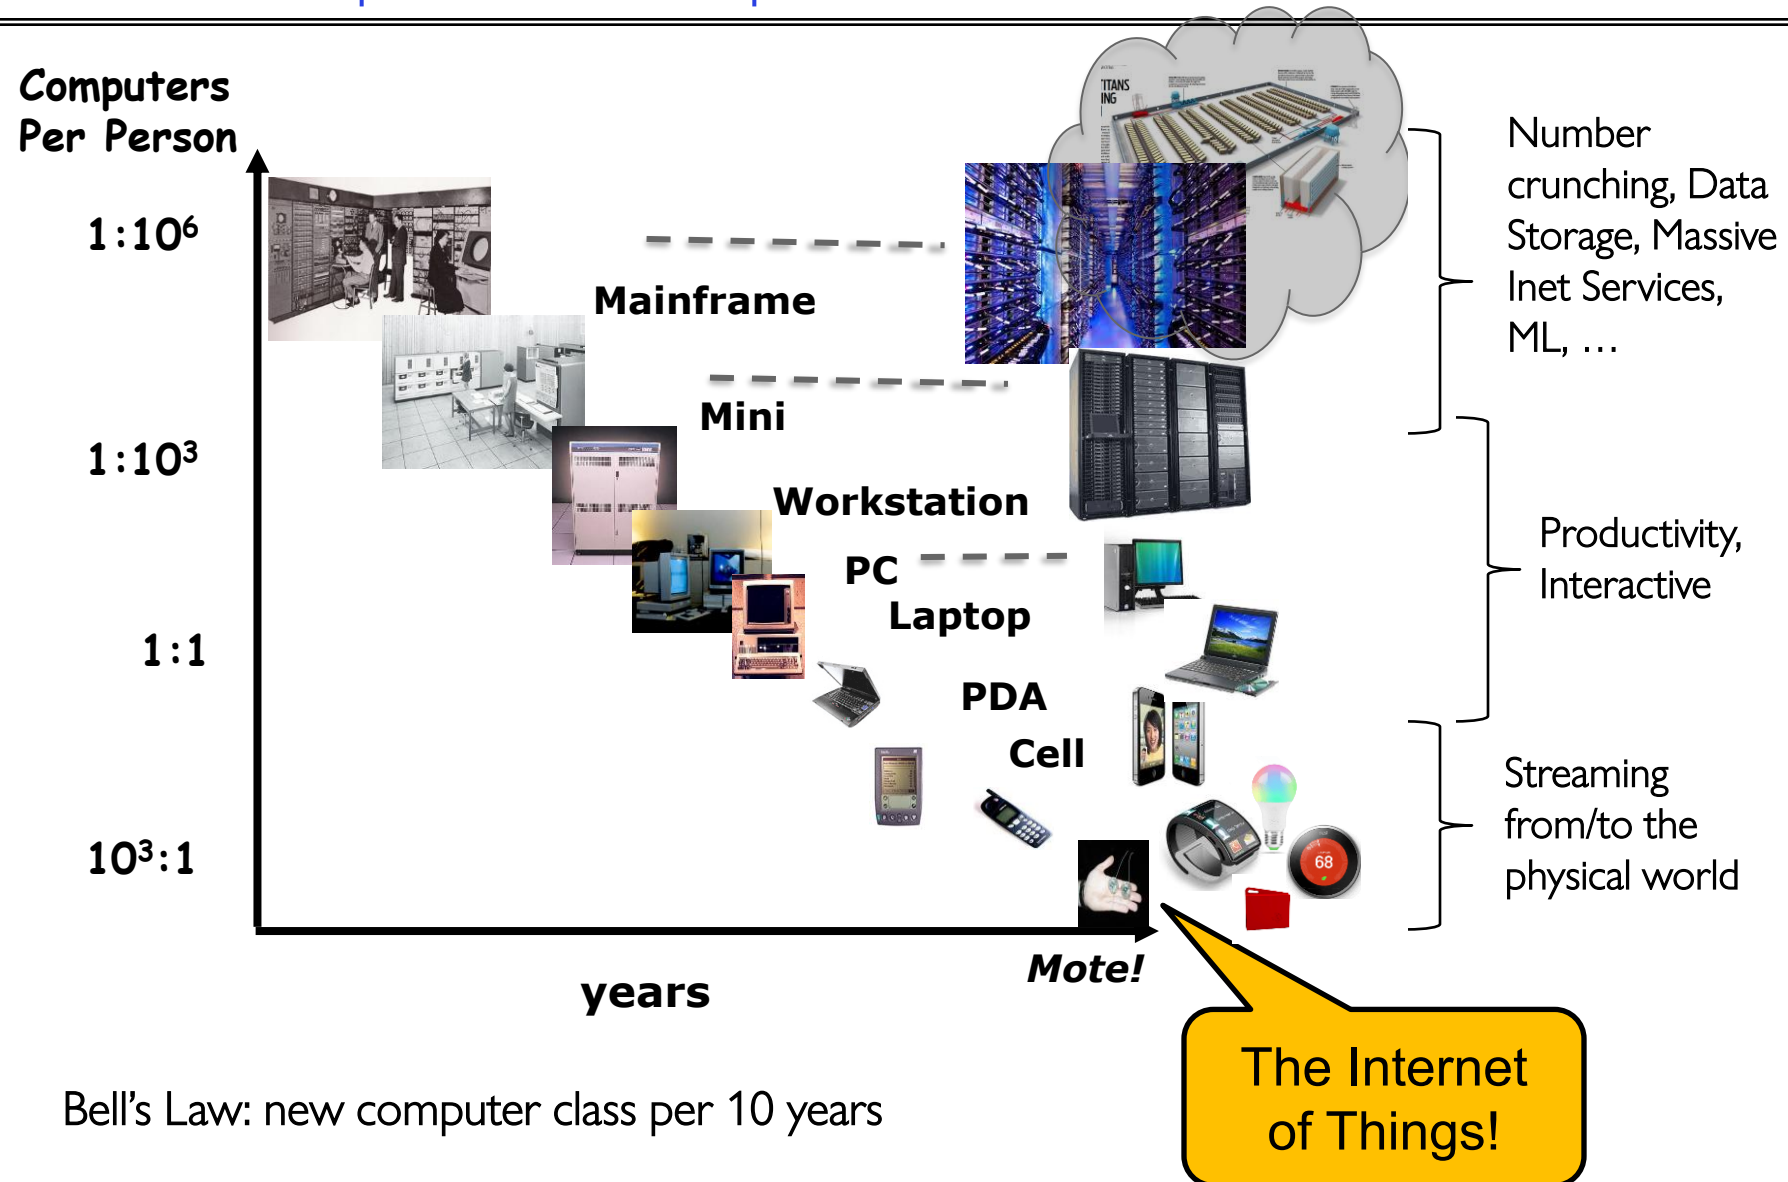 Computers
Per Person
1:10⁶
1:10³
1:1
10³:1
TITANS
ING
Mainframe
Mini
Workstation
PC
Laptop
PDA
Cell
Mote!
years
68
Number
crunching, Data
Storage, Massive
Inet Services,
ML, …
Productivity,
Interactive
Streaming
from/to the
physical world
The Internet
of Things!
Bell's Law: new computer class per 10 years